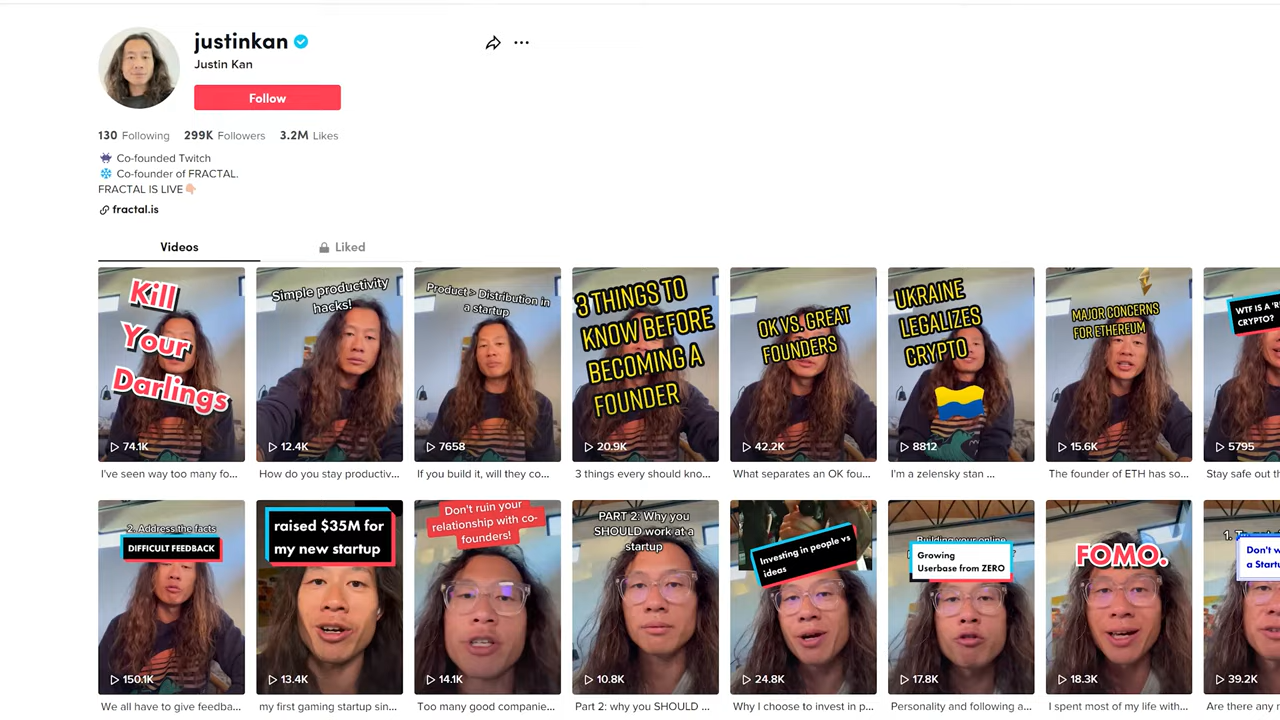 justinkan
Justin Kan
Follow
130 Following 299K Followers 3.2M Likes
Co-founded Twitch
Co-founder of FRACTAL.
FRACTAL IS LIVE
fractal.is
Videos
Liked
Kill
Your
Darlings
74.1K
Simple productivity
hacks!
12.4K
Product > Distribution in
a startup
7658
3 THINGS TO
KNOW BEFORE
BECOMING A
FOUNDER
20.9K
OK VS. GREAT
FOUNDERS
42.2K
UKRAINE
LEGALIZES
CRYPTO
8812
MAJOR CONCERNS
FOR ETHEREUM
15.6K
WTF IS A 'R
CRYPTO?
5795
I've seen way too many fo...
How do you stay productiv...
If you build it, will they co...
3 things every should kno...
What separates an OK fou...
I'm a zelensky stan ...
The founder of ETH has so...
Stay safe out th
2. Address the facts
DIFFICULT FEEDBACK
150.1K
raised $35M for
my new startup
13.4K
Don't ruin your
relationship with co-
founders!
14.1K
PART 2: Why you
SHOULD work at a
startup
10.8K
Investing in people vs
ideas
24.8K
Building your online
Growing
Userbase from ZERO
17.8K
FOMO.
18.3K
Don't w
a Startu
39.2K
We all have to give feedba...
my first gaming startup sin...
Too many good companie...
Part 2: why you SHOULD ...
Why I choose to invest in p...
Personality and following a...
I spent most of my life with...
Are there any r